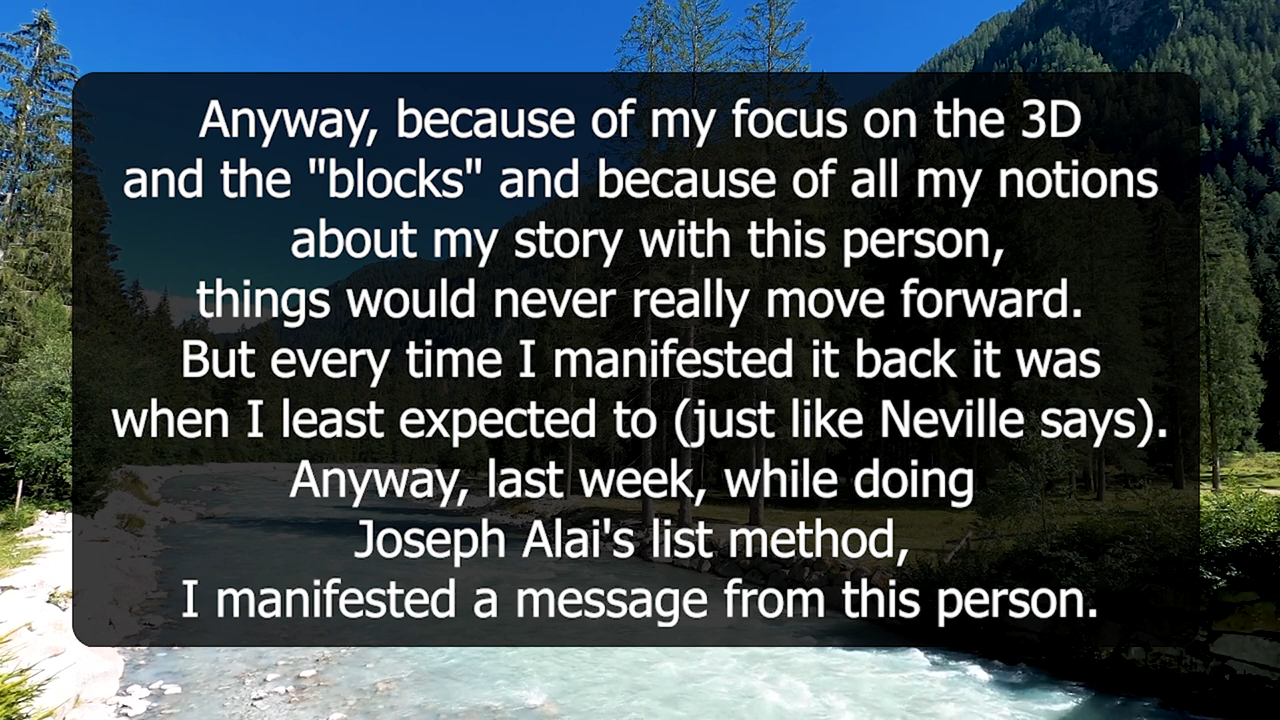 Anyway, because of my focus on the 3D
and the "blocks" and because of all my notions
about my story with this person,
things would never really move forward.
But every time I manifested it back it was
when I least expected to (just like Neville says).
Anyway, last week, while doing
Joseph Alai's list method,
I manifested a message from this person.